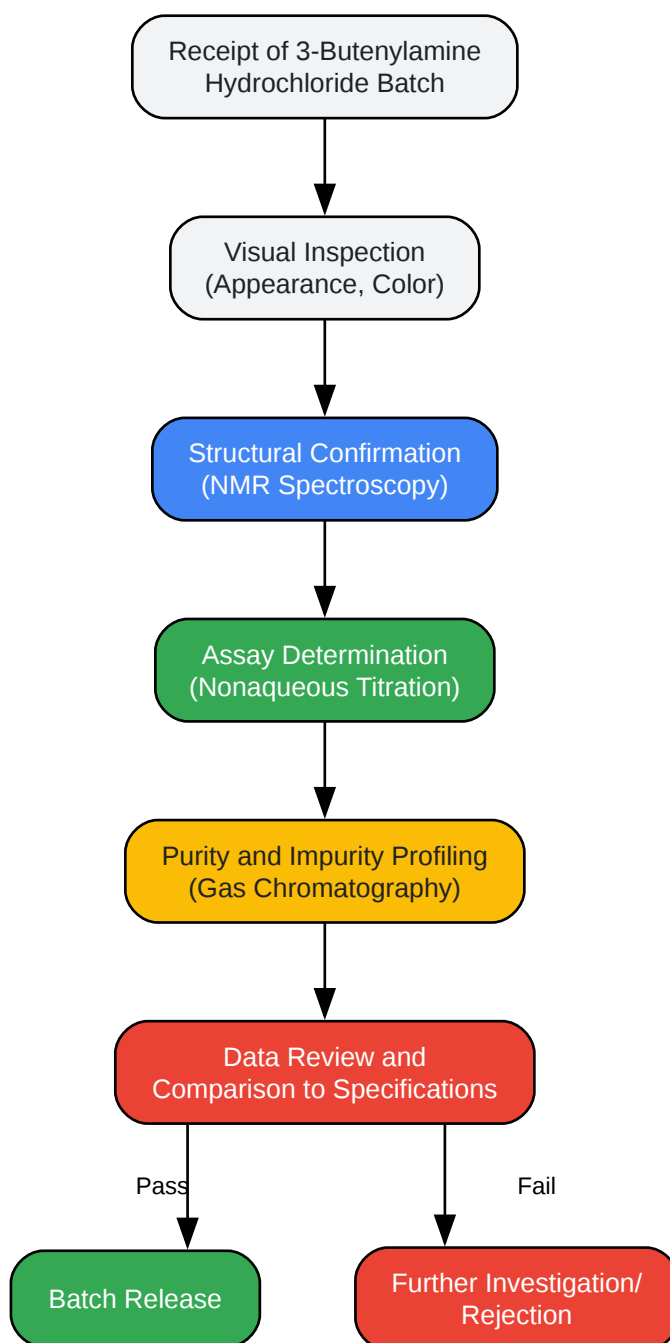 Receipt of 3-Butenylamine
Hydrochloride Batch
Visual Inspection
(Appearance, Color)
Structural Confirmation
(NMR Spectroscopy)
Assay Determination
(Nonaqueous Titration)
Purity and Impurity Profiling
(Gas Chromatography)
Data Review and
Comparison to Specifications
Pass
Fail
Batch Release
Further Investigation/
Rejection